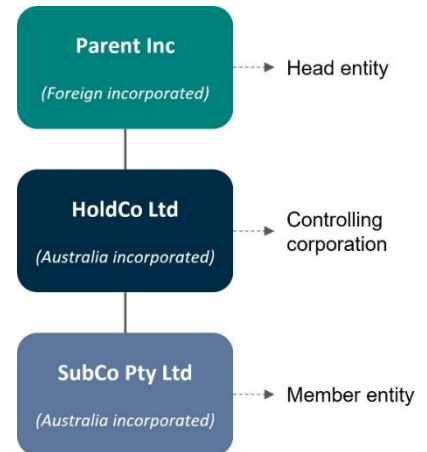 Parent Inc
(Foreign incorporated)
Head entity
HoldCo Ltd
(Australia incorporated)
Controlling
corporation
SubCo Pty Ltd
(Australia incorporated)
Member entity